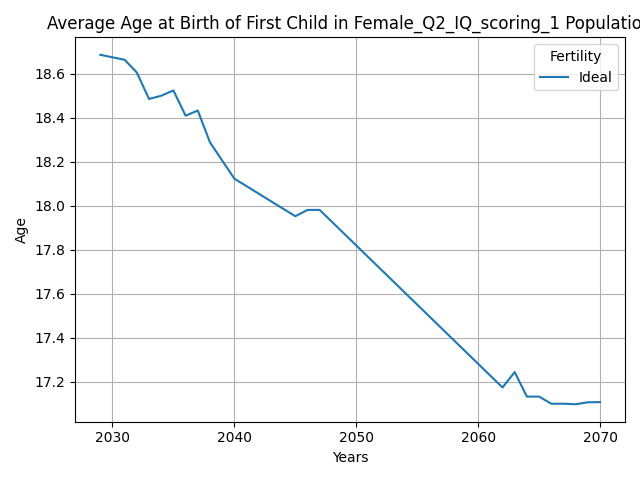 Average Age at Birth of First Child in Female_Q2_IQ_scoring_1 Populatio
Fertility
Ideal
18.6
18.4
18.2
18.0
17.8
17.6
17.4
17.2
Age
2030 2040 2050 2060 2070
Years